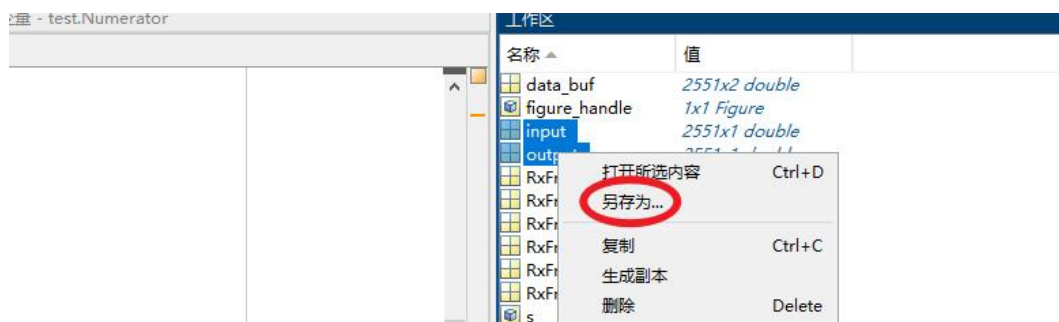 量 - test.Numerator
工作区
名称
值
data_buf 2551x2 double
figure_handle 1x1 Figure
input 2551x1 double
打开所选内容 Ctrl+D
另存为...
复制 Ctrl+C
生成副本
删除 Delete
s